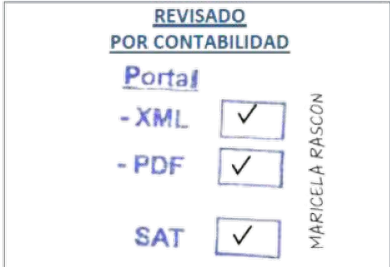 REVISADO
POR CONTABILIDAD
Portal
- XML ✓
- PDF ✓
SAT ✓
MARICELA RASCON